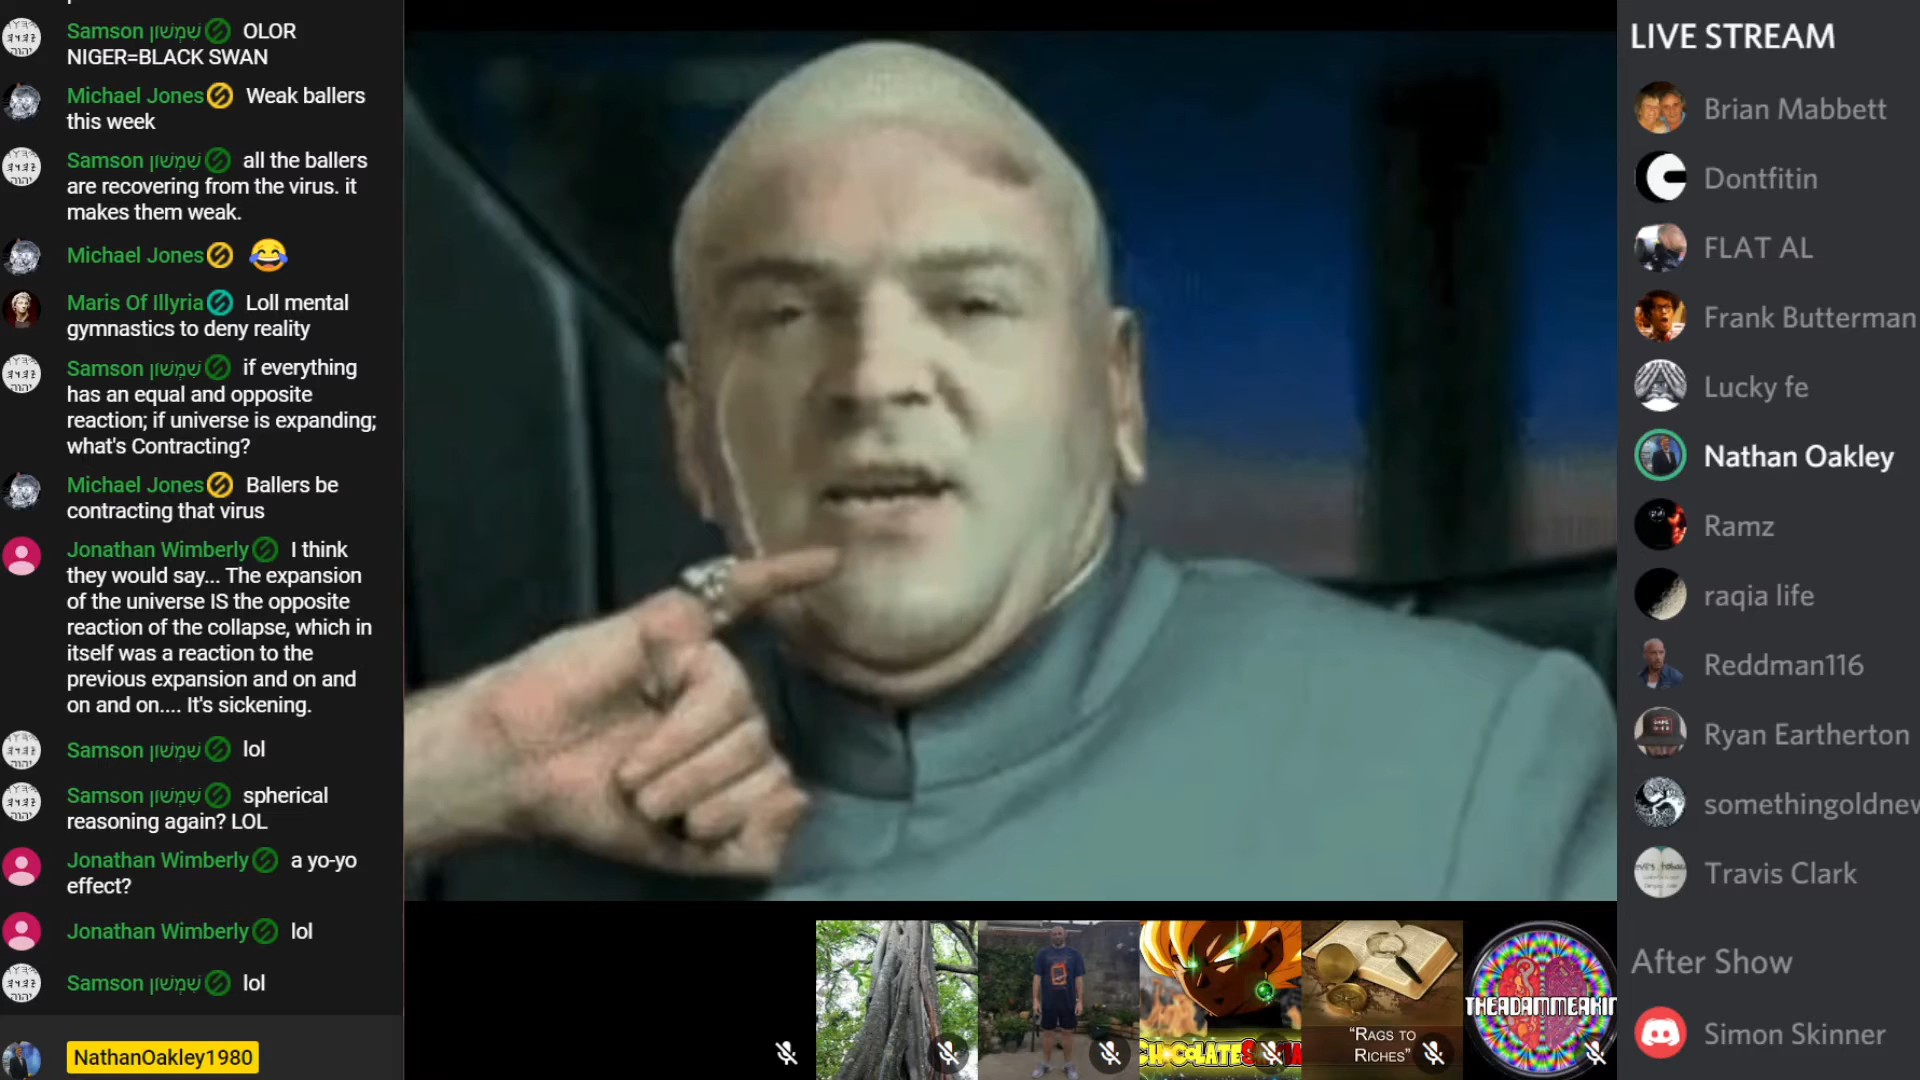 Samson שִׁמְשׁוֹן OLOR
NIGER=BLACK SWAN
Michael Jones Weak ballers
this week
Samson שִׁמְשׁוֹן all the ballers
are recovering from the virus. it
makes them weak.
Michael Jones 😂
Maris Of Illyria Loll mental
gymnastics to deny reality
Samson שִׁמְשׁוֹן if everything
has an equal and opposite
reaction; if universe is expanding;
what's Contracting?
Michael Jones Ballers be
contracting that virus
Jonathan Wimberly I think
they would say... The expansion
of the universe IS the opposite
reaction of the collapse, which in
itself was a reaction to the
previous expansion and on and
on and on.... It's sickening.
Samson שִׁמְשׁוֹן lol
Samson שִׁמְשׁוֹן spherical
reasoning again? LOL
Jonathan Wimberly a yo-yo
effect?
Jonathan Wimberly lol
Samson שִׁמְשׁוֹן lol
NathanOakley1980
"RAGS TO
RICHES"
THEADAMMEAKIN
LIVE STREAM
Brian Mabbett
Dontfitin
FLAT AL
Frank Butterman
Lucky fe
Nathan Oakley
Ramz
raqia life
Reddman116
Ryan Eartherton
somethingoldnew
Travis Clark
After Show
Simon Skinner